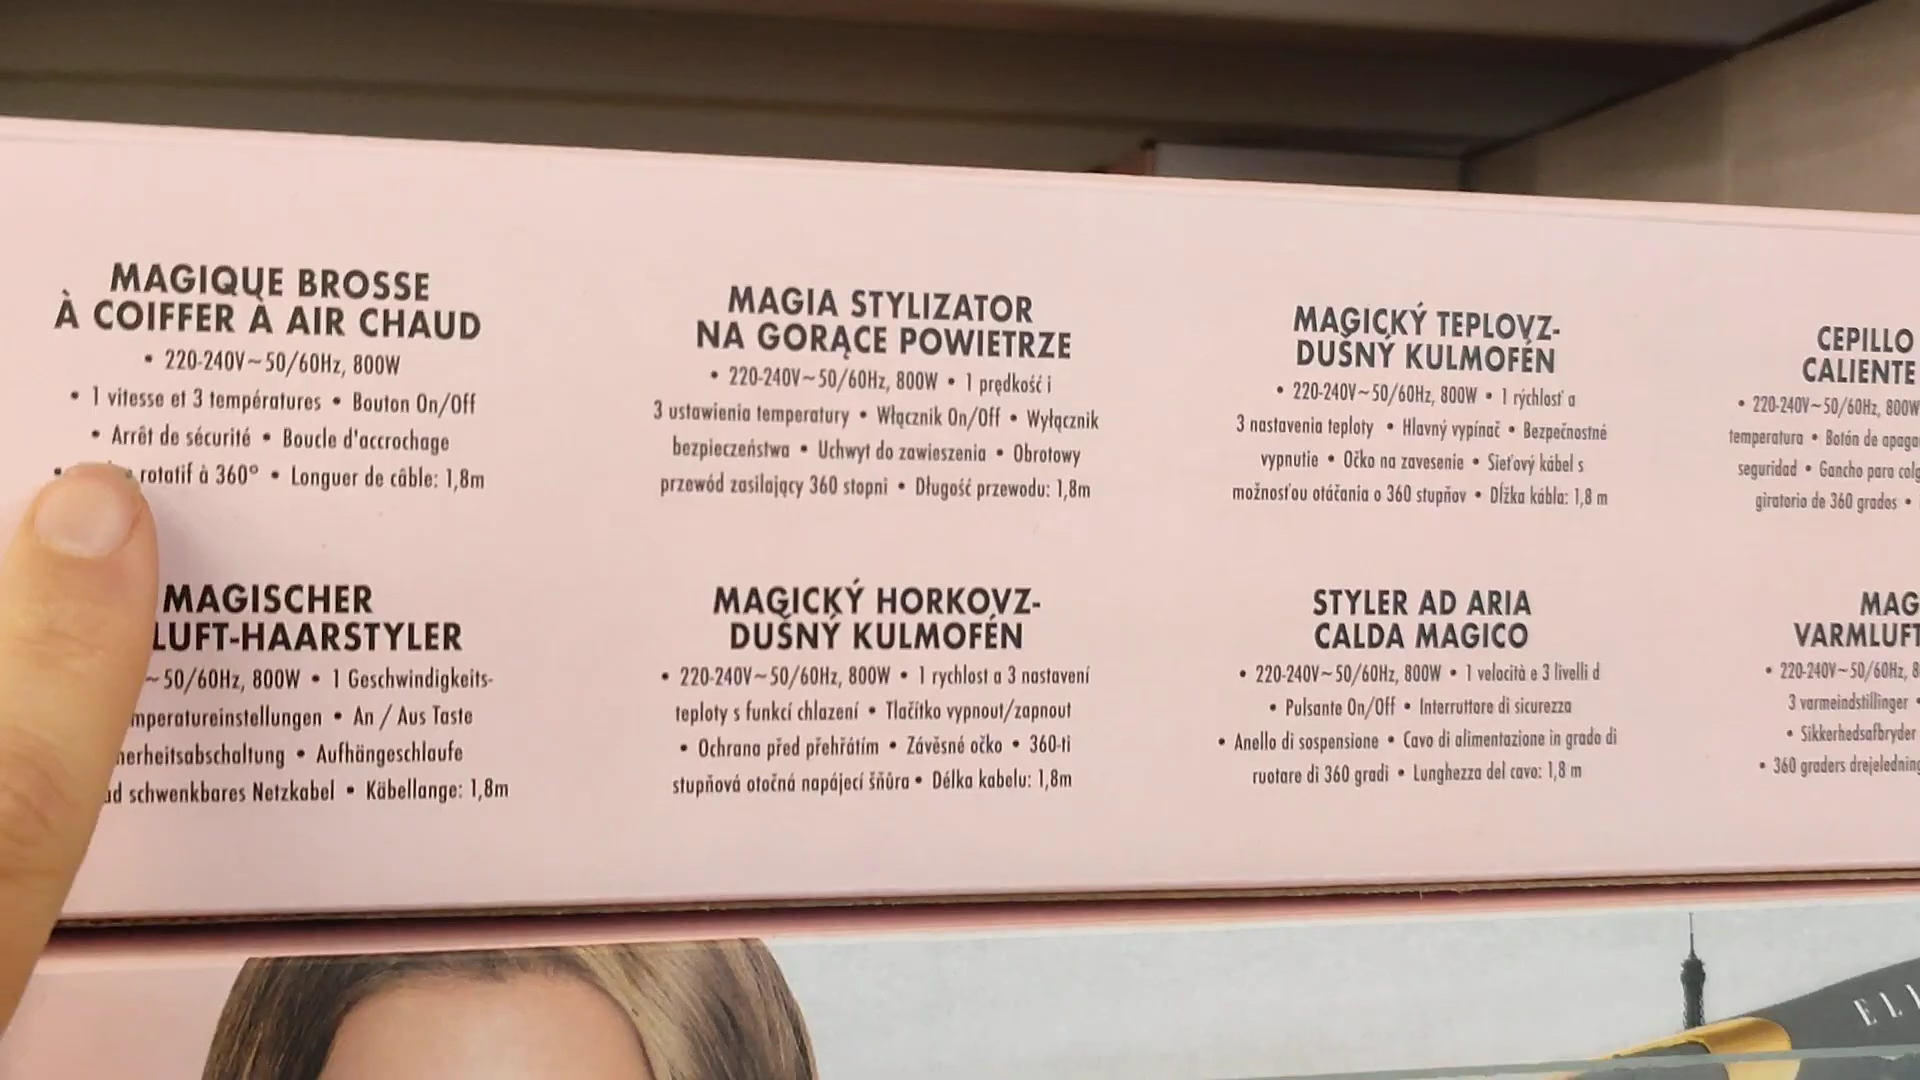 MAGIQUE BROSSE
À COIFFER À AIR CHAUD
• 220-240V~50/60Hz, 800W
• 1 vitesse et 3 températures • Bouton On/Off
• Arrêt de sécurité • Boucle d'accrochage
• rotatif à 360° • Longuer de câble: 1,8m
MAGIA STYLIZATOR
NA GORĄCE POWIETRZE
• 220-240V~50/60Hz, 800W • 1 prędkość i
3 ustawienia temperatury • Włącznik On/Off • Wyłącznik
bezpieczeństwa • Uchwyt do zawieszenia • Obrotowy
przewód zasilający 360 stopni • Długość przewodu: 1,8m
MAGICKÝ TEPLOVZ-
DUŠNÝ KULMOFÉN
• 220-240V~50/60Hz, 800W • 1 rýchlosť a
3 nastavenia teploty • Hlavný vypínač • Bezpečnostné
vypnutie • Očko na zavesenie • Sieťový kábel s
možnosťou otáčania o 360 stupňov • Dĺžka kábla: 1,8 m
CEPILLO
CALIENTE
• 220-240V~50/60Hz, 800W
temperatura • Botón de
seguridad • Gancho para
giratorio de 360 grados •
MAGISCHER
LUFT-HAARSTYLER
~50/60Hz, 800W • 1 Geschwindigkeits-
mperatureinstellungen • An / Aus Taste
herheitsabschaltung • Aufhängeschlaufe
schwenkbares Netzkabel • Käbellange: 1,8m
MAGICKÝ HORKOVZ-
DUŠNÝ KULMOFÉN
• 220-240V~50/60Hz, 800W • 1 rychlost a 3 nastavení
teploty s funkcí chlazení • Tlačítko vypnout/zapnout
• Ochrana před přehřátím • Závěsné očko • 360-ti
stupňová otočná napájecí šňůra • Délka kabelu: 1,8m
STYLER AD ARIA
CALDA MAGICO
• 220-240V~50/60Hz, 800W • 1 velocità e 3 livelli d
• Pulsante On/Off • Interruttore di sicurezza
• Anello di sospensione • Cavo di alimentazione in grado di
ruotare di 360 gradi • Lunghezza del cavo: 1,8 m
MAG
VARMLUFT
• 220-240V~50/60Hz, 8
3 varmeindstillinger •
• Sikkerhedsafbryder
• 360 graders drejeledning
ELI